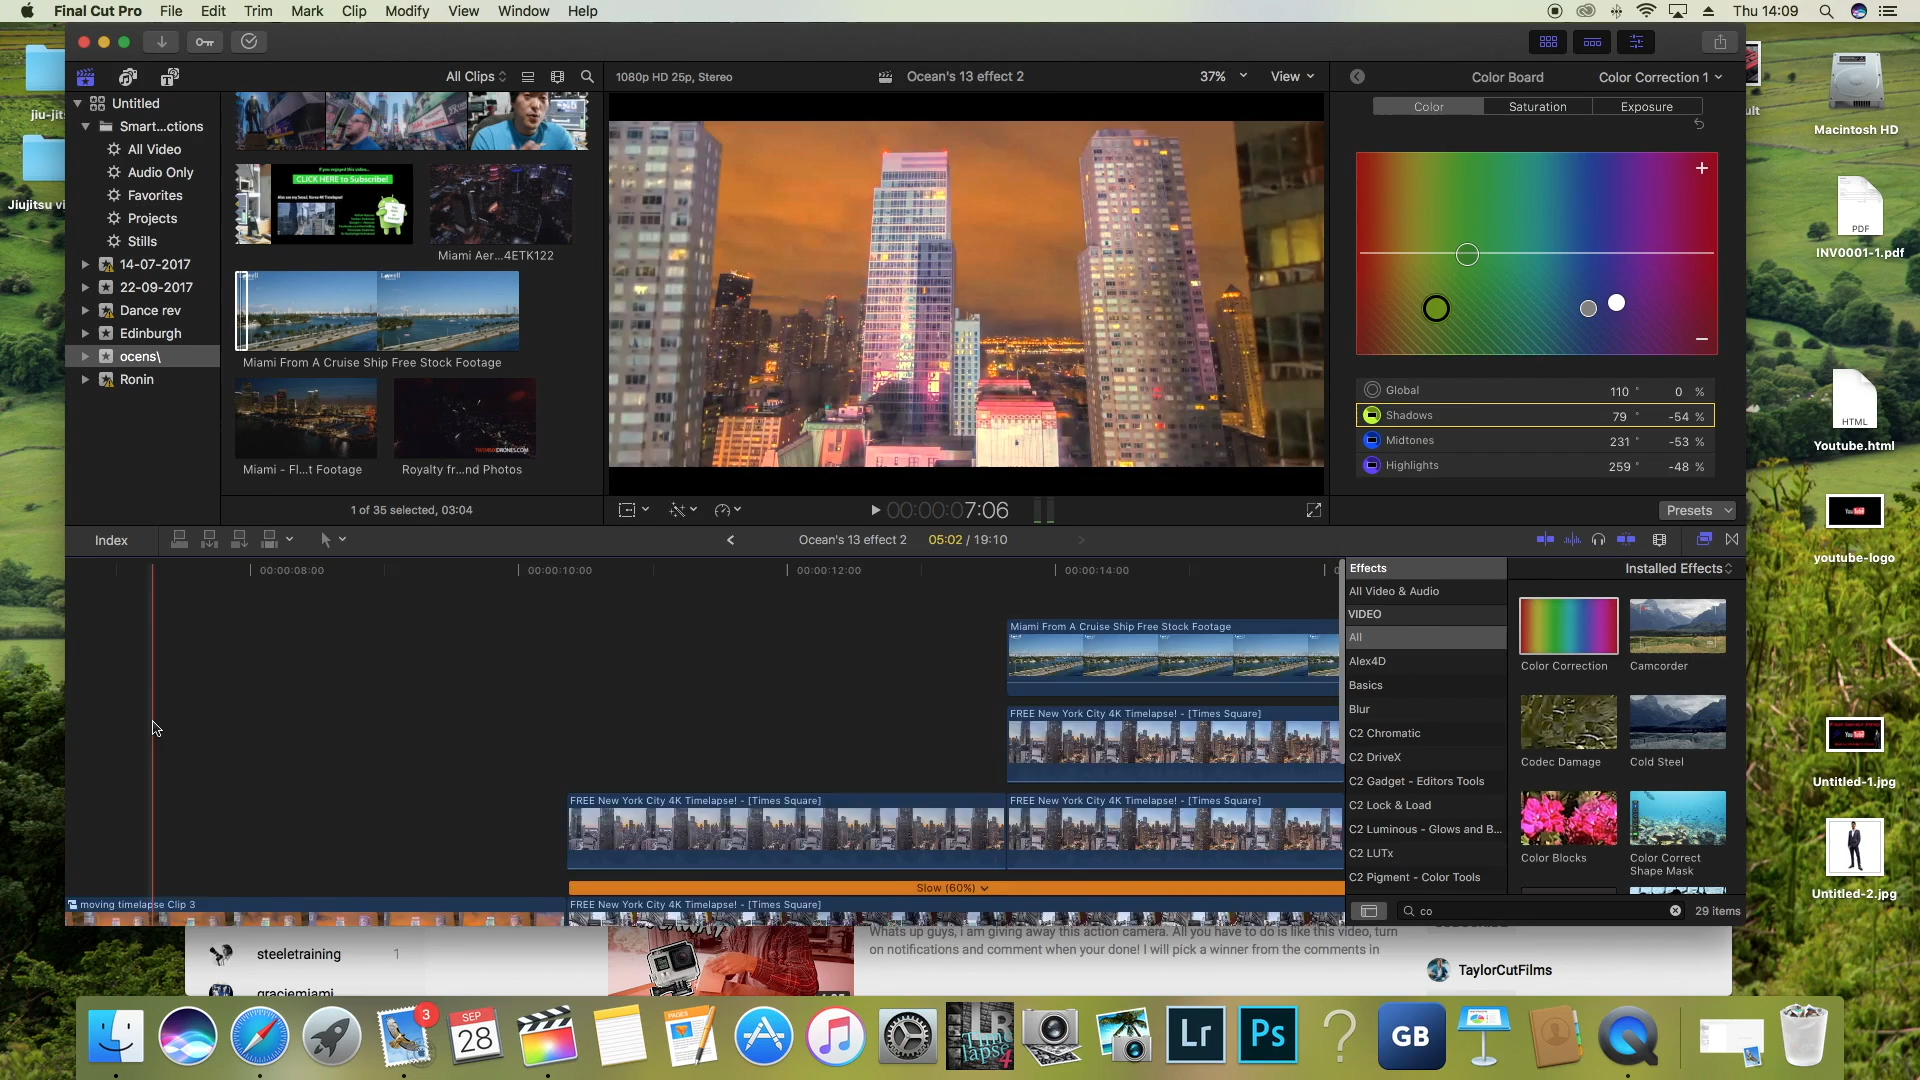 Final Cut Pro File Edit Trim Mark Clip Modify View Window Help
Thu 14:09
All Clips
1080p HD 25p, Stereo
Ocean's 13 effect 2
37%
View
Color Board
Color Correction 1
Untitled
Smart...ctions
All Video
Audio Only
Favorites
Projects
Stills
14-07-2017
22-09-2017
Dance rev
Edinburgh
ocens\
Ronin
CLICK HERE to Subscribe!
Miami Aer...4ETK122
Miami From A Cruise Ship Free Stock Footage
Miami - Fl...t Footage
Royalty fr...nd Photos
1 of 35 selected, 03:04
00:00:00:07:06
Color
Saturation
Exposure
Global 110 ° 0 %
Shadows 79 ° -54 %
Midtones 231 ° -53 %
Highlights 259 ° -48 %
Presets
jiu-jit
Jiujitsu vi
ult
Macintosh HD
PDF
INV0001-1.pdf
HTML
Youtube.html
youtube-logo
Untitled-1.jpg
Untitled-2.jpg
Index
Ocean's 13 effect 2
05:02 / 19:10
00:00:08:00
00:00:10:00
00:00:12:00
00:00:14:00
Miami From A Cruise Ship Free Stock Footage
FREE New York City 4K Timelapse! - [Times Square]
FREE New York City 4K Timelapse! - [Times Square]
FREE New York City 4K Timelapse! - [Times Square]
Slow (60%)
moving timelapse Clip 3
FREE New York City 4K Timelapse! - [Times Square]
Effects
Installed Effects
All Video & Audio
VIDEO
All
Alex4D
Basics
Blur
C2 Chromatic
C2 DriveX
C2 Gadget - Editors Tools
C2 Lock & Load
C2 Luminous - Glows and B...
C2 LUTx
C2 Pigment - Color Tools
Color Correction
Camcorder
Codec Damage
Cold Steel
Color Blocks
Color Correct
Shape Mask
co
29 items
steeletraining 1
graciemiami
Whats up guys, i am giving away this action camera. All you have to do is like this video, turn
on notifications and comment when your done! I will pick a winner from the comments in
TaylorCutFilms
3
SEP
28
PAGES
LR
Timelapse
4
Lr
Ps
?
GB